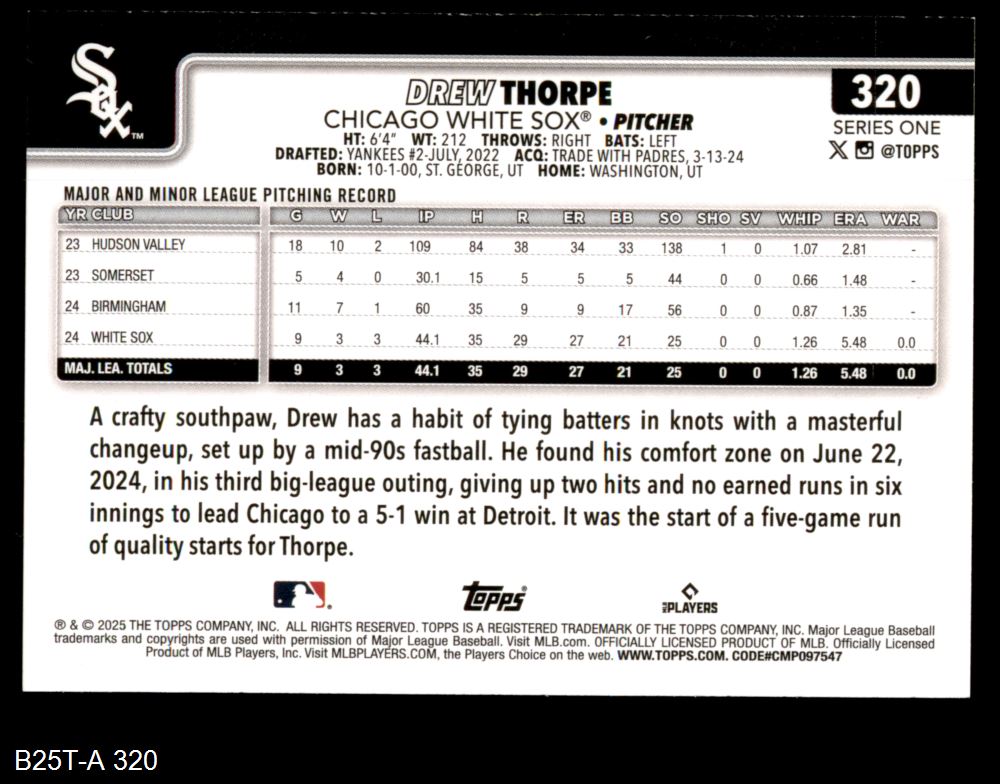 Sox TM
DREW THORPE
320
CHICAGO WHITE SOX® • PITCHER
SERIES ONE
HT: 6'4" WT: 212 THROWS: RIGHT BATS: LEFT
X @TOPPS
DRAFTED: YANKEES #2-JULY, 2022 ACQ: TRADE WITH PADRES, 3-13-24
BORN: 10-1-00, ST. GEORGE, UT HOME: WASHINGTON, UT
MAJOR AND MINOR LEAGUE PITCHING RECORD
YR CLUB G W L IP H R ER BB SO SHO SV WHIP ERA WAR
23 HUDSON VALLEY 18 10 2 109 84 38 34 33 138 1 0 1.07 2.81 -
23 SOMERSET 5 4 0 30.1 15 5 5 5 44 0 0 0.66 1.48 -
24 BIRMINGHAM 11 7 1 60 35 9 9 17 56 0 0 0.87 1.35 -
24 WHITE SOX 9 3 3 44.1 35 29 27 21 25 0 0 1.26 5.48 0.0
MAJ. LEA. TOTALS 9 3 3 44.1 35 29 27 21 25 0 0 1.26 5.48 0.0
A crafty southpaw, Drew has a habit of tying batters in knots with a masterful
changeup, set up by a mid-90s fastball. He found his comfort zone on June 22,
2024, in his third big-league outing, giving up two hits and no earned runs in six
innings to lead Chicago to a 5-1 win at Detroit. It was the start of a five-game run
of quality starts for Thorpe.
Topps® MLB PLAYERS
® & © 2025 THE TOPPS COMPANY, INC. ALL RIGHTS RESERVED. TOPPS IS A REGISTERED TRADEMARK OF THE TOPPS COMPANY, INC. Major League Baseball
trademarks and copyrights are used with permission of Major League Baseball. Visit MLB.com. OFFICIALLY LICENSED PRODUCT OF MLB. Officially Licensed
Product of MLB Players, Inc. Visit MLBPLAYERS.COM, the Players Choice on the web. WWW.TOPPS.COM. CODE#CMP097547
B25T-A 320